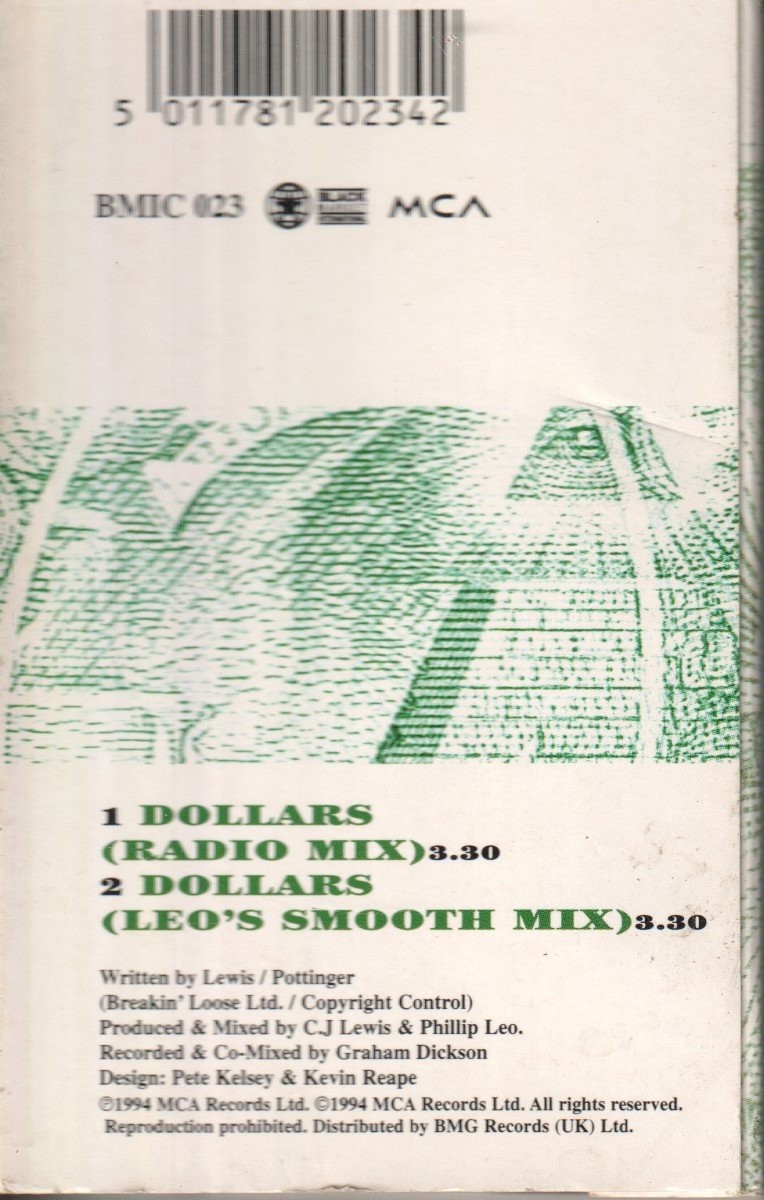 5 011781 202342
BMIC 023 BLACK MCA
1 DOLLARS
(RADIO MIX)3.30
2 DOLLARS
(LEO'S SMOOTH MIX)3.30
Written by Lewis / Pottinger
(Breakin' Loose Ltd. / Copyright Control)
Produced & Mixed by C.J Lewis & Phillip Leo.
Recorded & Co-Mixed by Graham Dickson
Design: Pete Kelsey & Kevin Reape
℗1994 MCA Records Ltd. ©1994 MCA Records Ltd. All rights reserved.
Reproduction prohibited. Distributed by BMG Records (UK) Ltd.